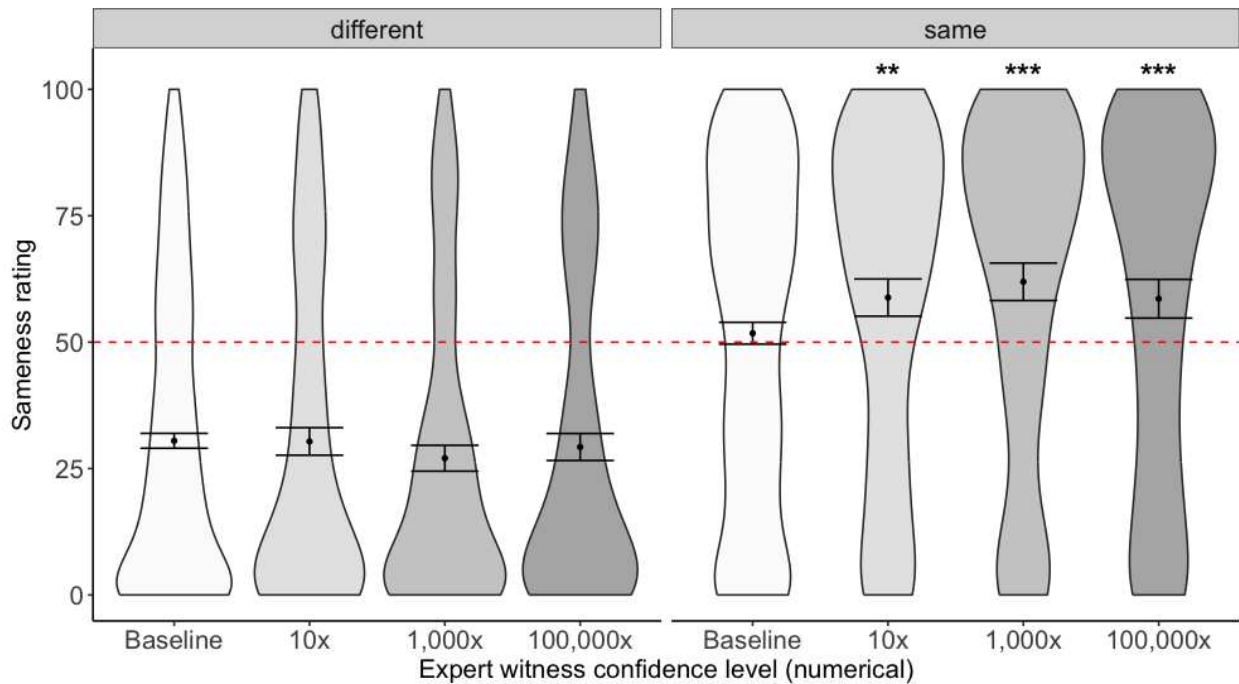 different
same
** *** ***
100
75
50
25
0
Sameness rating
Baseline 10x 1,000x 100,000x
Baseline 10x 1,000x 100,000x
Expert witness confidence level (numerical)